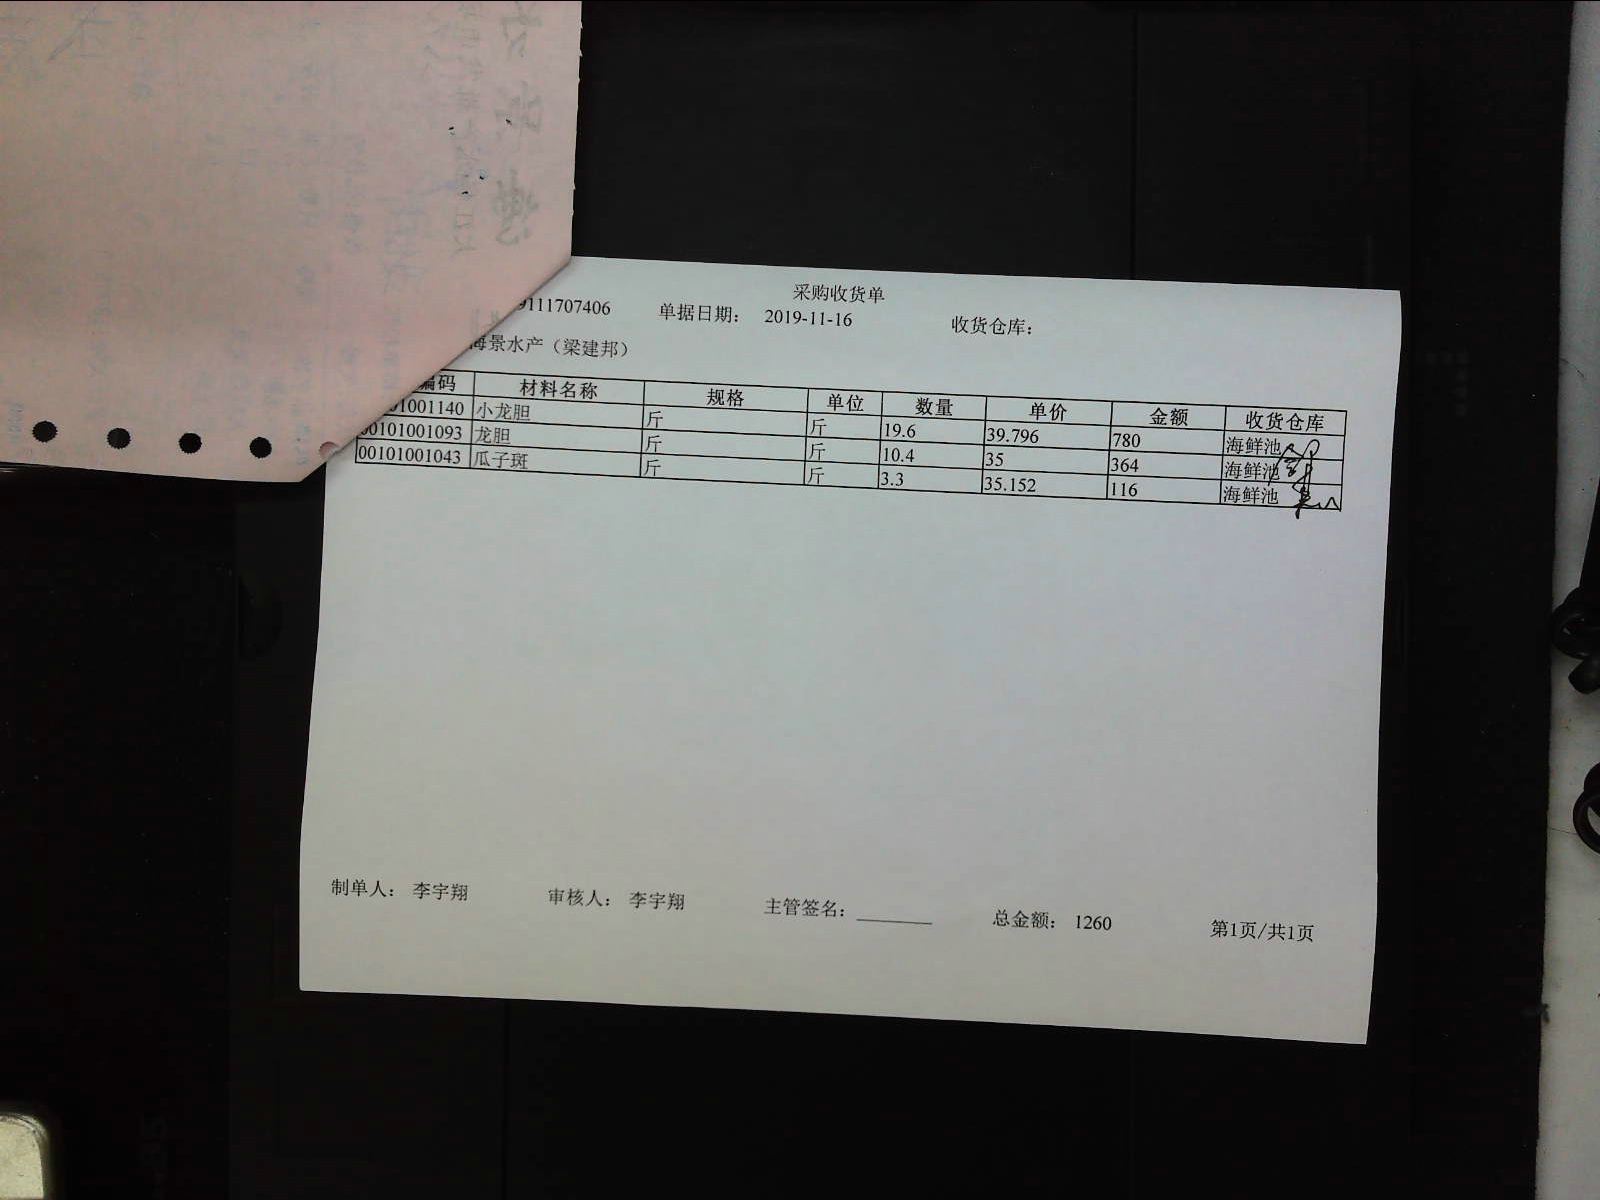 采购收货单
9111707406 单据日期： 2019-11-16 收货仓库：
海景水产（梁建邦）
编码 材料名称 规格 单位 数量 单价 金额 收货仓库
01001140 小龙胆 斤 斤 19.6 39.796 780 海鲜池
00101001093 龙胆 斤 斤 10.4 35 364 海鲜池
00101001043 瓜子斑 斤 斤 3.3 35.152 116 海鲜池
制单人： 李宇翔 审核人： 李宇翔 主管签名： 总金额： 1260 第1页/共1页